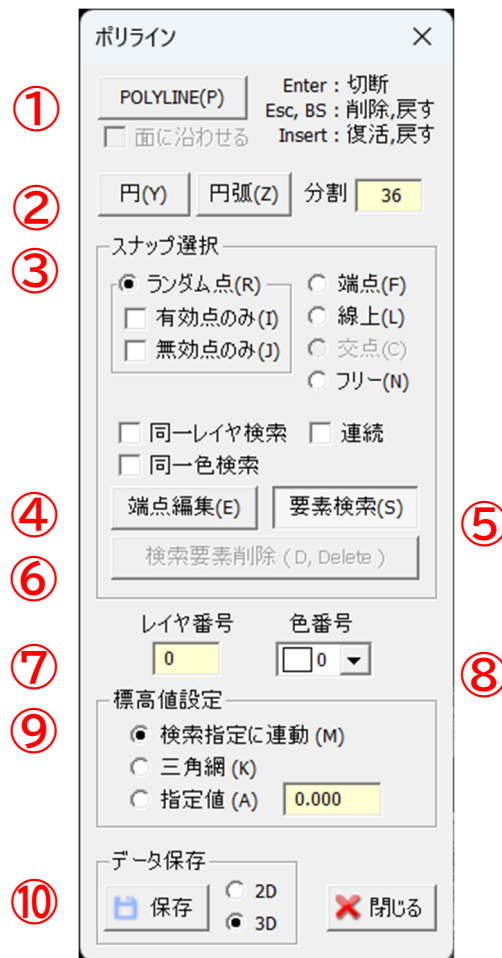 ポリライン
① POLYLINE(P) Enter : 切断
Esc, BS : 削除,戻す
□ 面に沿わせる Insert : 復活,戻す
② 円(Y) 円弧(Z) 分割 36
スナップ選択
③ ランダム点(R) 端点(F)
有効点のみ(I) 線上(L)
無効点のみ(J) 交点(C)
フリー(N)
同一レイヤ検索 連続
同一色検索
④ 端点編集(E) 要素検索(S) ⑤
⑥ 検索要素削除 ( D, Delete )
レイヤ番号 色番号
⑦ 0 0 ⑧
標高値設定
⑨ 検索指定に連動 (M)
三角網 (K)
指定値 (A) 0.000
データ保存
⑩ 保存 2D 閉じる
3D